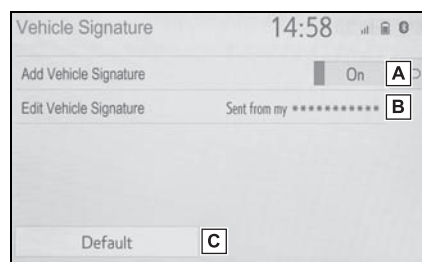 Vehicle Signature 14:58
Add Vehicle Signature On A
Edit Vehicle Signature Sent from my *********** B
Default C